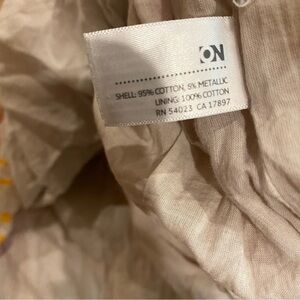 ON
SHELL: 95% COTTON, 5% METALLIC
LINING: 100% COTTON
RN 54023 CA 17897